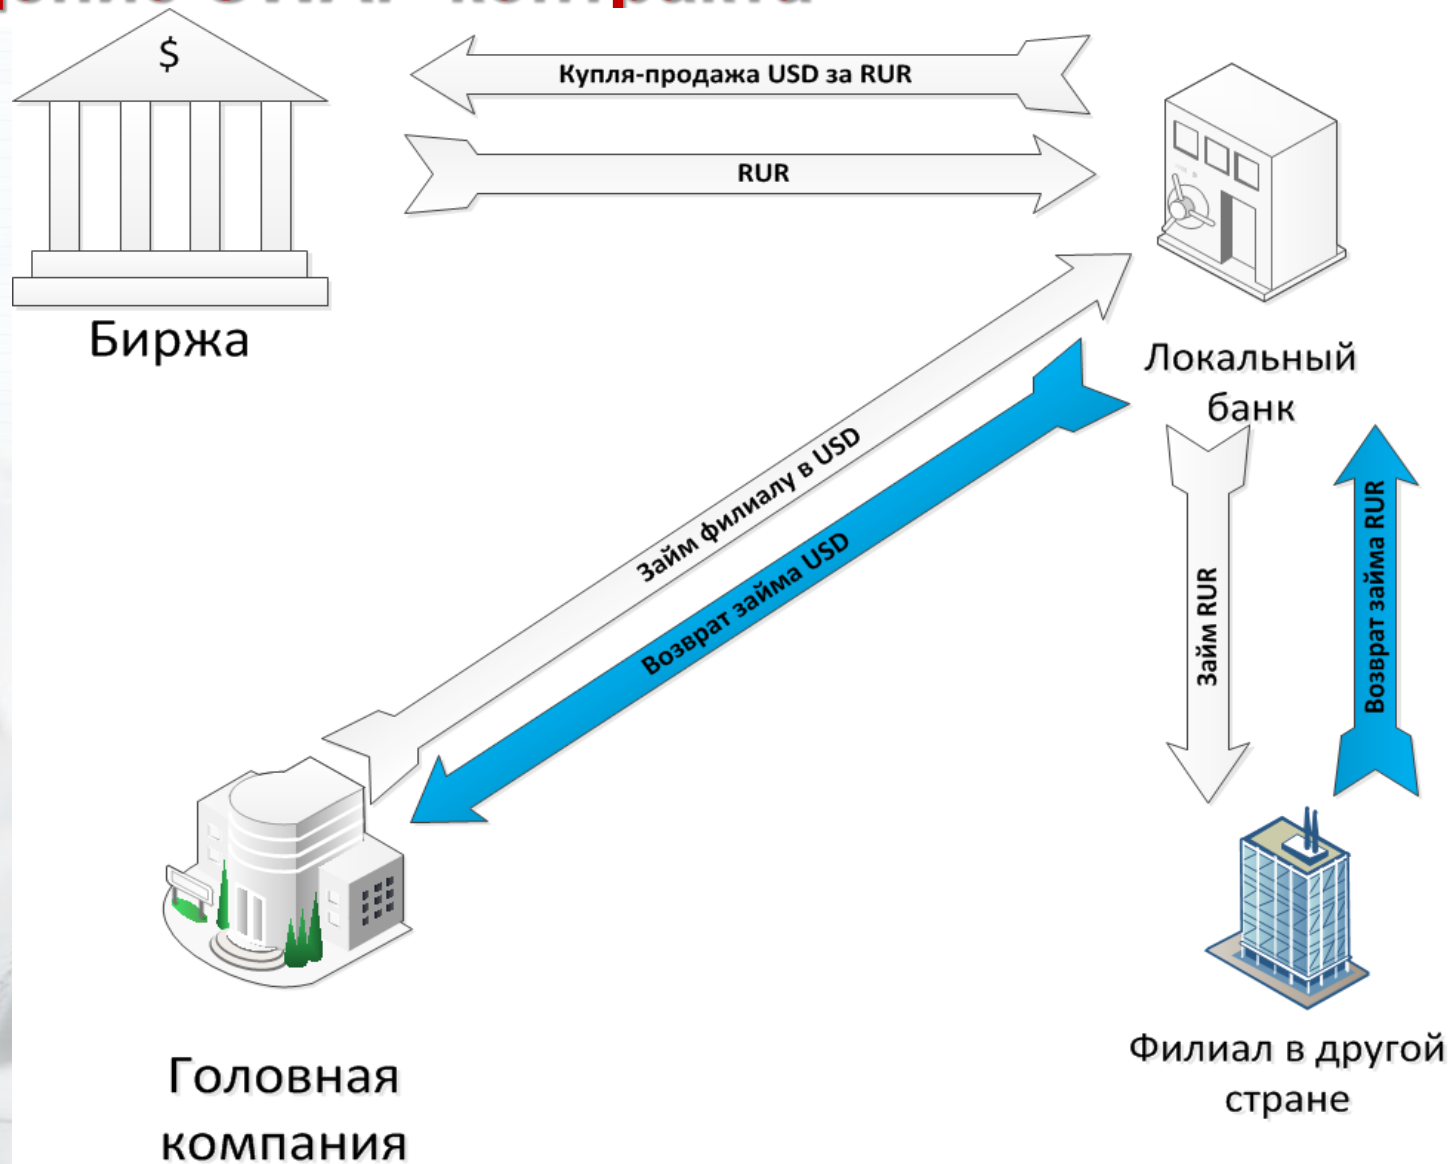 $
Купля-продажа USD за RUR
RUR
Биржа
Локальный
банк
Займ филиалу в USD
Возврат займа USD
Займ RUR
Возврат займа RUR
Головная
компания
Филиал в другой
стране